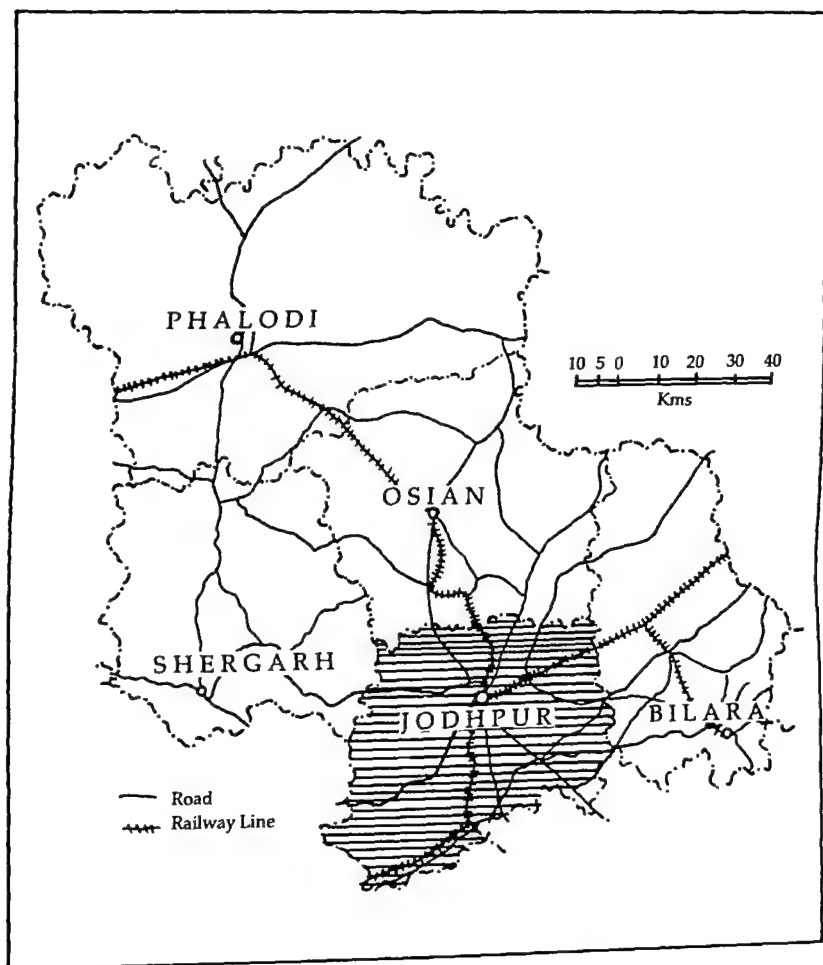 PHALODI
10 5 0 10 20 30 40
Kms
OSIAN
SHERGARH
JODHPUR
BILARA
Road
Railway Line